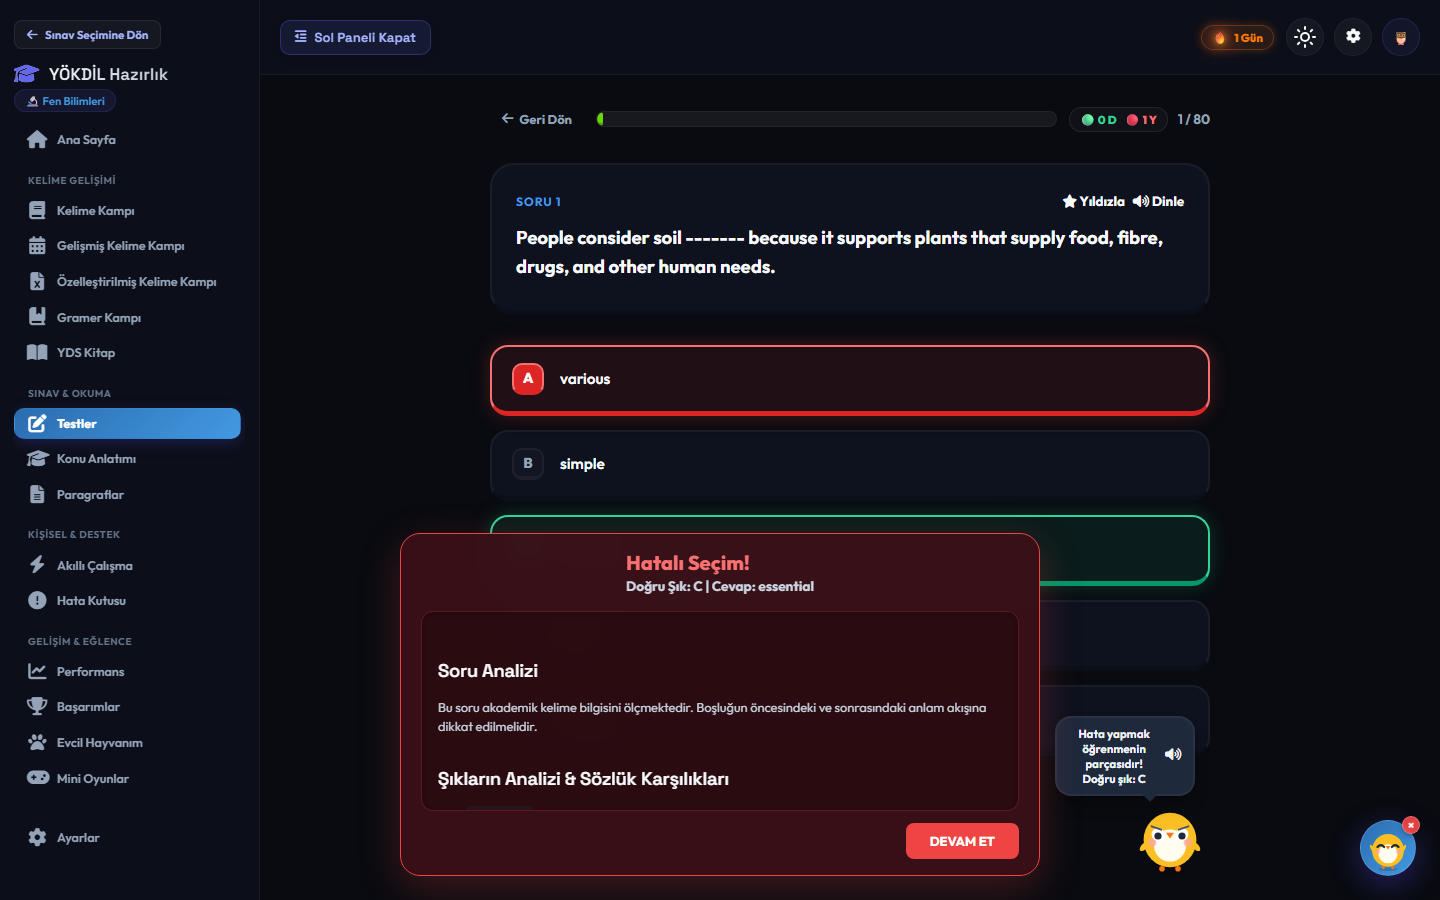 Sınav Seçimine Dön
YÖKDİL Hazırlık
Fen Bilimleri
Ana Sayfa
KELİME GELİŞİMİ
Kelime Kampı
Gelişmiş Kelime Kampı
Özelleştirilmiş Kelime Kampı
Gramer Kampı
YDS Kitap
SINAV & OKUMA
Testler
Konu Anlatımı
Paragraflar
KİŞİSEL & DESTEK
Akıllı Çalışma
Hata Kutusu
GELİŞİM & EĞLENCE
Performans
Başarımlar
Evcil Hayvanım
Mini Oyunlar
Ayarlar
Sol Paneli Kapat
1 Gün
Geri Dön
0 D 1 Y 1 / 80
SORU 1
Yıldızla Dinle
People consider soil ------- because it supports plants that supply food, fibre,
drugs, and other human needs.
A various
B simple
Hatalı Seçim!
Doğru Şık: C | Cevap: essential
Soru Analizi
Bu soru akademik kelime bilgisini ölçmektedir. Boşluğun öncesindeki ve sonrasındaki anlam akışına
dikkat edilmelidir.
Şıkların Analizi & Sözlük Karşılıkları
DEVAM ET
Hata yapmak
öğrenmenin
parçasıdır!
Doğru şık: C